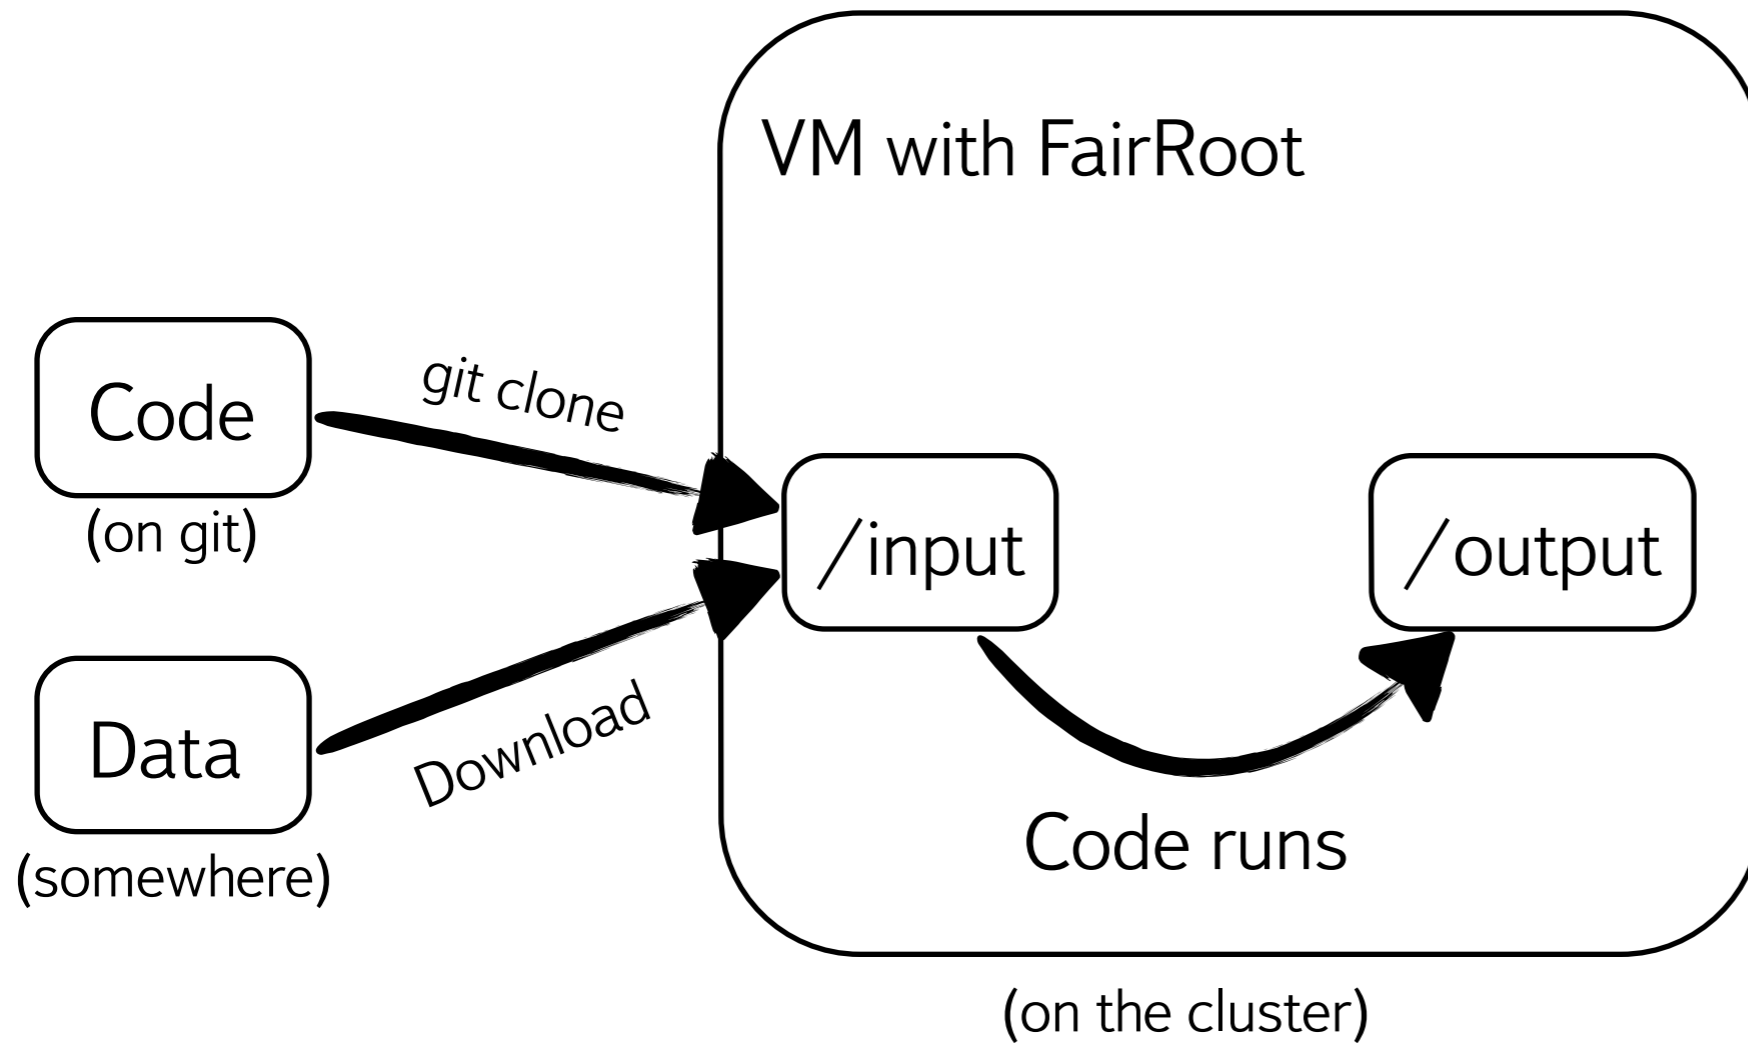 VM with FairRoot
Code
(on git)
git clone
Data
(somewhere)
Download
/input
/output
Code runs
(on the cluster)